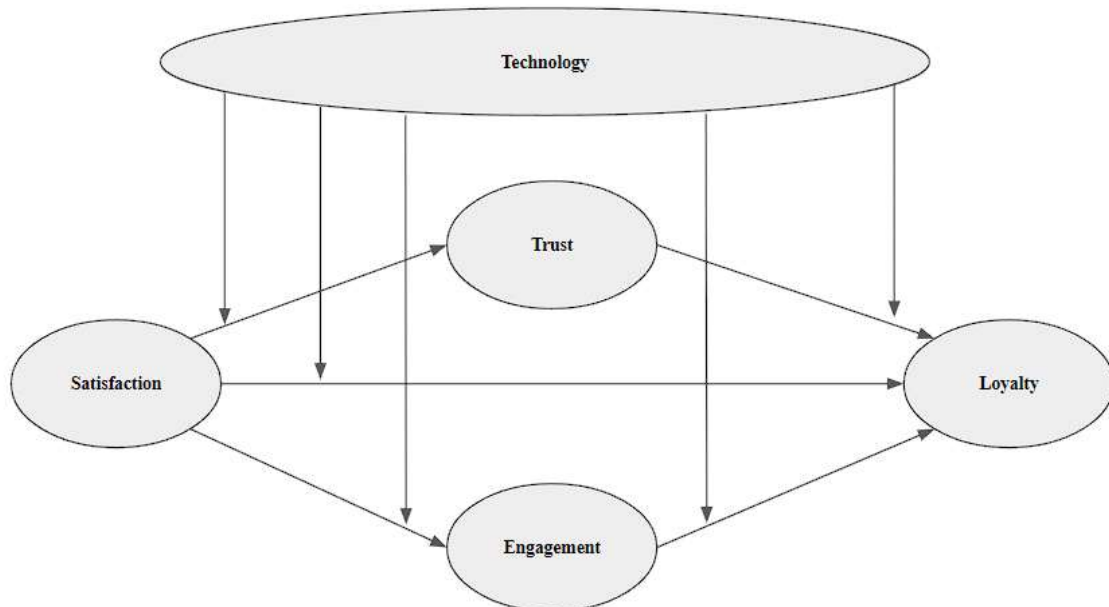 Technology
Trust
Satisfaction
Loyalty
Engagement